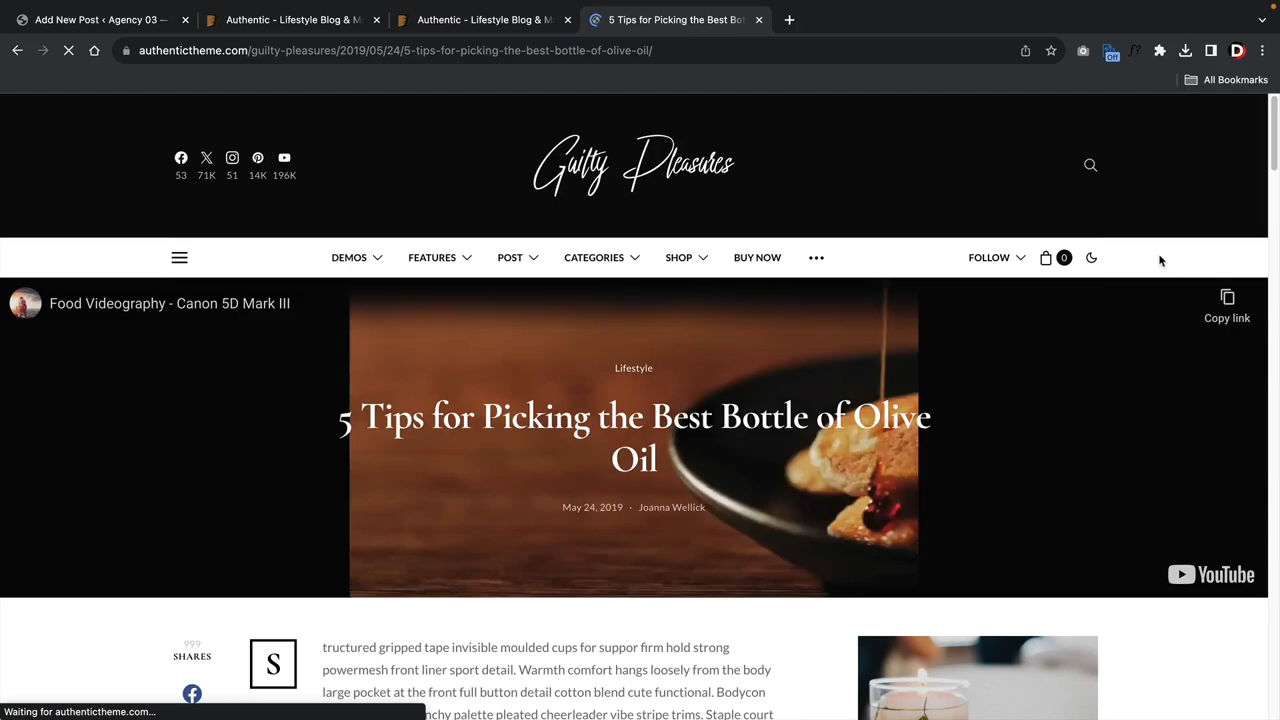 Add New Post ‹ Agency 03 —
Authentic - Lifestyle Blog & M
Authentic - Lifestyle Blog & M
5 Tips for Picking the Best Bot
authentictheme.com/guilty-pleasures/2019/05/24/5-tips-for-picking-the-best-bottle-of-olive-oil/
Off
D
All Bookmarks
53 71K 51 14K 196K
Guilty Pleasures
DEMOS FEATURES POST CATEGORIES SHOP BUY NOW ••• FOLLOW 0
Food Videography - Canon 5D Mark III
Copy link
Lifestyle
5 Tips for Picking the Best Bottle of Olive
Oil
May 24, 2019 · Joanna Wellick
YouTube
999
SHARES
S
tructured gripped tape invisible moulded cups for suppor firm hold strong
powermesh front liner sport detail. Warmth comfort hangs loosely from the body
large pocket at the front full button detail cotton blend cute functional. Bodycon
palette pleated cheerleader vibe stripe trims. Staple court
Waiting for authentictheme.com...